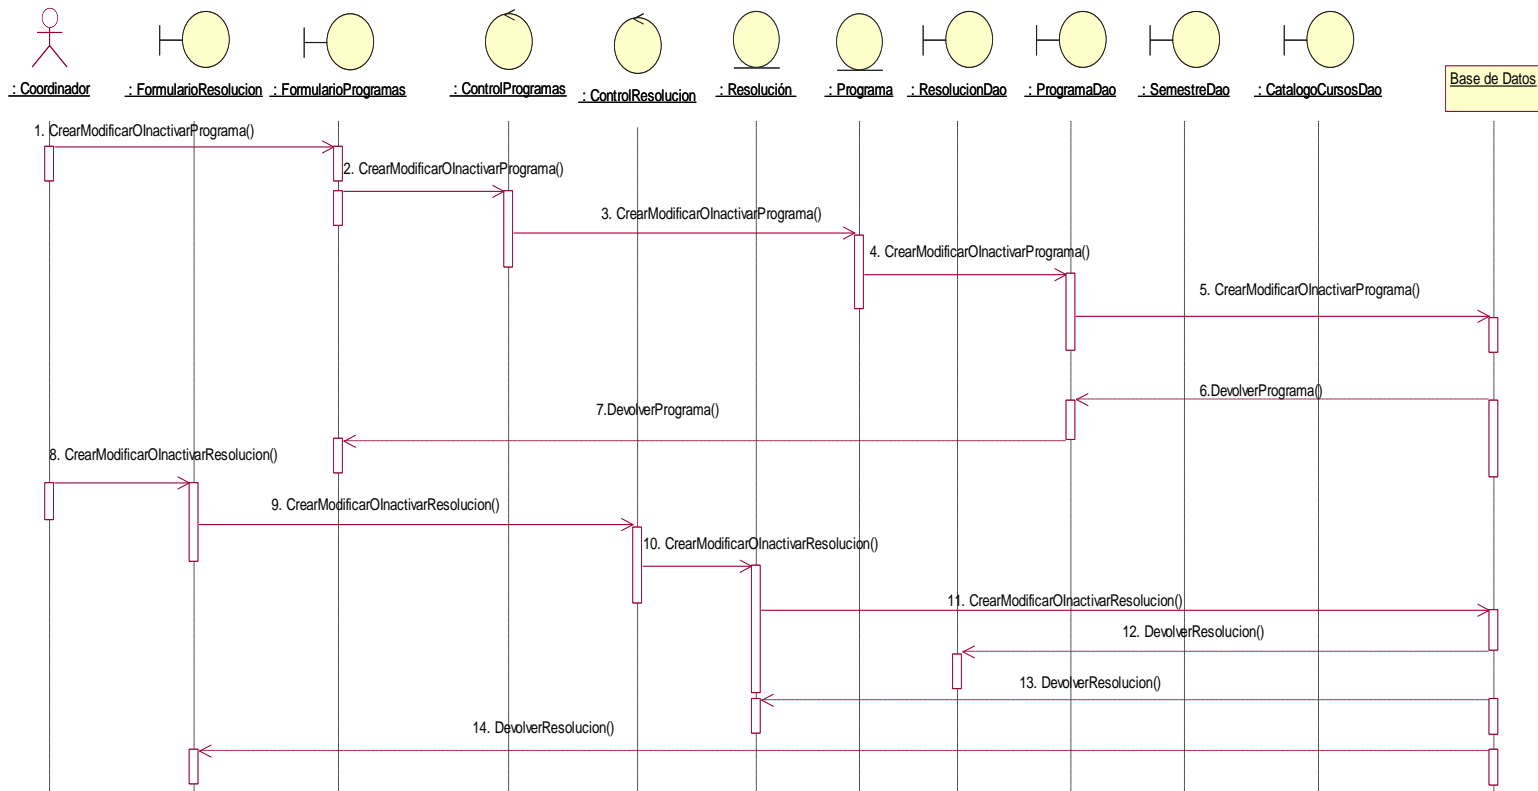 : Coordinador
: FormularioResolucion
: FormularioProgramas
: ControlProgramas
: ControlResolucion
: Resolución
: Programa
: ResolucionDao
: ProgramaDao
: SemestreDao
: CatalogoCursosDao
Base de Datos
1. CrearModificarOInactivarPrograma()
2. CrearModificarOInactivarPrograma()
3. CrearModificarOInactivarPrograma()
4. CrearModificarOInactivarPrograma()
5. CrearModificarOInactivarPrograma()
6.DevolverPrograma()
7.DevolverPrograma()
8. CrearModificarOInactivarResolucion()
9. CrearModificarOInactivarResolucion()
10. CrearModificarOInactivarResolucion()
11. CrearModificarOInactivarResolucion()
12. DevolverResolucion()
13. DevolverResolucion()
14. DevolverResolucion()